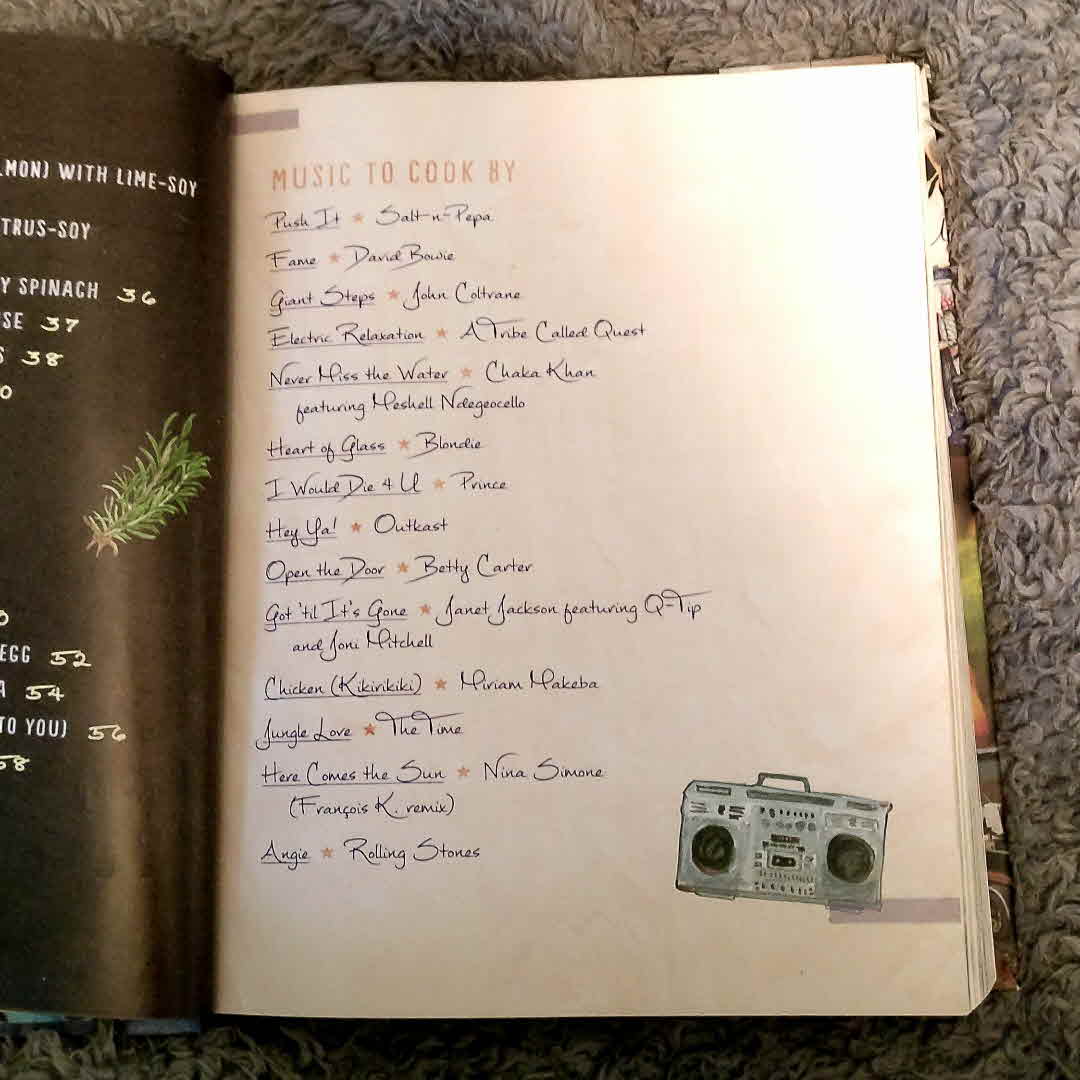 LMON) WITH LIME-SOY
TRUS-SOY
Y SPINACH 36
SE 37
S 38
0
0
EGG 52
A 54
TO YOU) 56
58
MUSIC TO COOK BY
Push It ★ Salt-n-Pepa
Fame ★ David Bowie
Giant Steps ★ John Coltrane
Electric Relaxation ★ A Tribe Called Quest
Never Miss the Water ★ Chaka Khan
featuring Meshell Ndegeocello
Heart of Glass ★ Blondie
I Would Die 4 U ★ Prince
Hey Ya! ★ Outkast
Open the Door ★ Betty Carter
Got 'til It's Gone ★ Janet Jackson featuring Q-Tip
and Joni Mitchell
Chicken (Kikirikiki) ★ Miriam Makeba
Jungle Love ★ The Time
Here Comes the Sun ★ Nina Simone
(François K. remix)
Angie ★ Rolling Stones